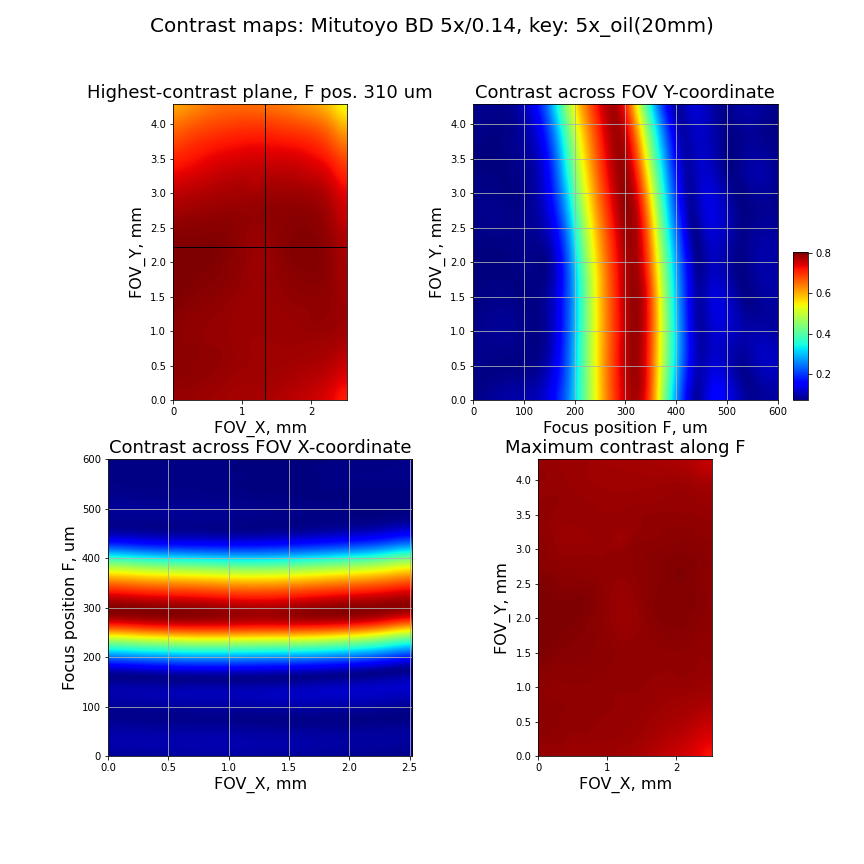 Contrast maps: Mitutoyo BD 5x/0.14, key: 5x_oil(20mm)
Highest-contrast plane, F pos. 310 um
FOV_Y, mm
4.0
3.5
3.0
2.5
2.0
1.5
1.0
0.5
0.0
0 1 2
FOV_X, mm
Contrast across FOV Y-coordinate
FOV_Y, mm
4.0
3.5
3.0
2.5
2.0
1.5
1.0
0.5
0.0
0 100 200 300 400 500 600
Focus position F, um
0.8
0.6
0.4
0.2
Contrast across FOV X-coordinate
Focus position F, um
600
500
400
300
200
100
0
0.0 0.5 1.0 1.5 2.0 2.5
FOV_X, mm
Maximum contrast along F
FOV_Y, mm
4.0
3.5
3.0
2.5
2.0
1.5
1.0
0.5
0.0
0 1 2
FOV_X, mm